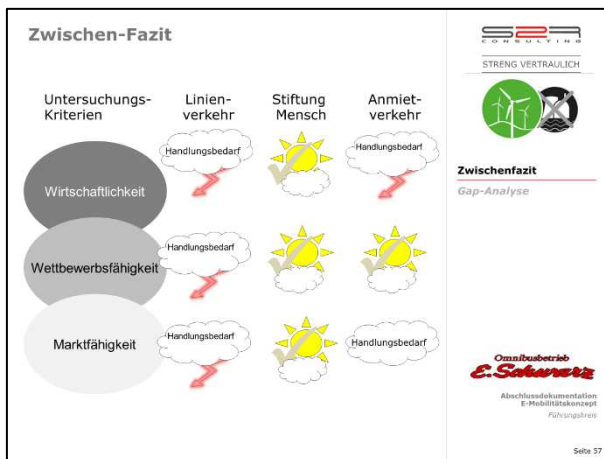 Zwischen-Fazit
Untersuchungs-
Kriterien
Linien-
verkehr
Stiftung
Mensch
Anmiet-
verkehr
Wirtschaftlichkeit
Handlungsbedarf
Handlungsbedarf
Wettbewerbsfähigkeit
Handlungsbedarf
Marktfähigkeit
Handlungsbedarf
Handlungsbedarf
S2R
CONSULTING
STRENG VERTRAULICH
Zwischenfazit
Gap-Analyse
Omnibusbetrieb
E.Schwarz
Abschlussdokumentation
E-Mobilitätskonzept
Führungskreis
Seite 57